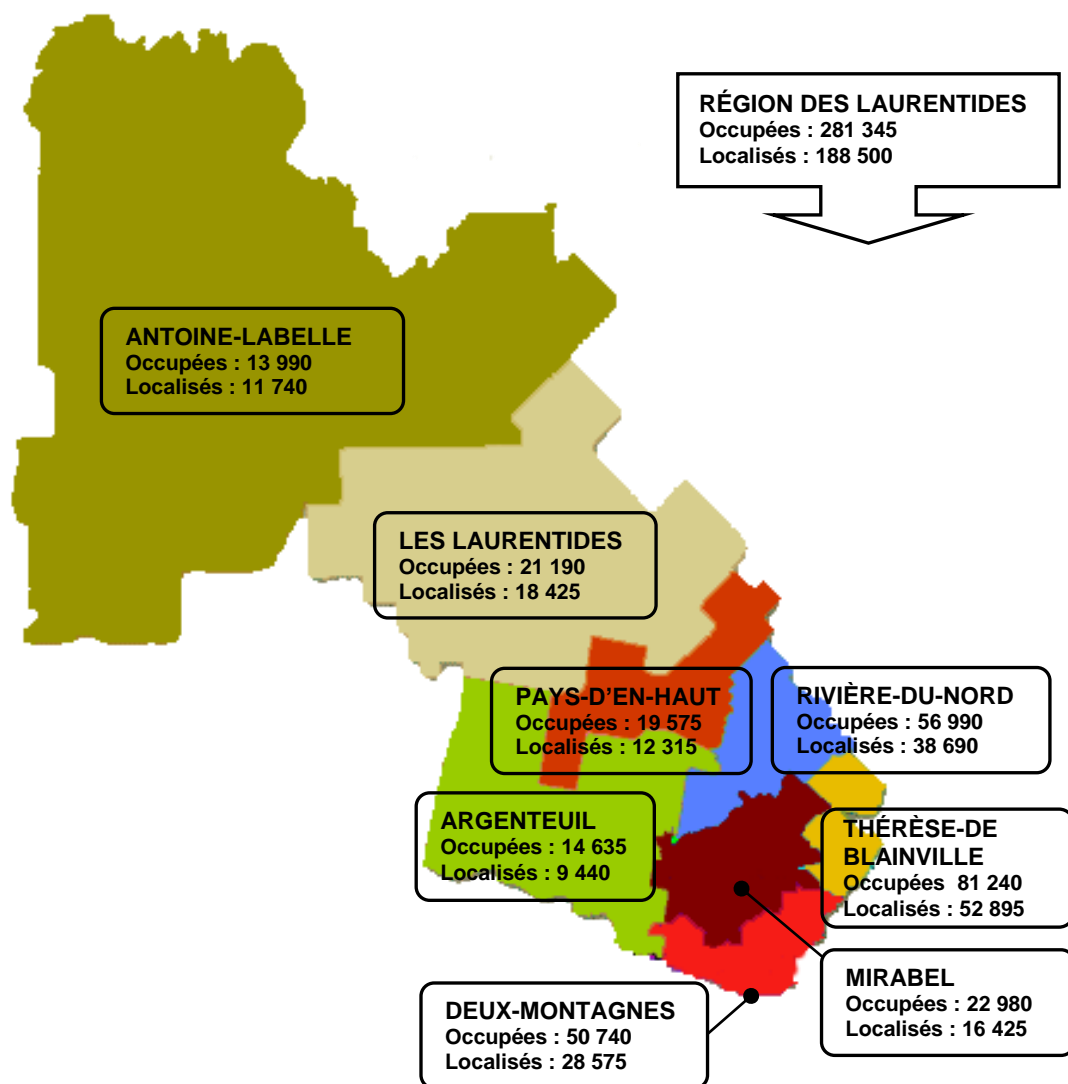 RÉGION DES LAURENTIDES
Occupées : 281 345
Localisés : 188 500
ANTOINE-LABELLE
Occupées : 13 990
Localisés : 11 740
LES LAURENTIDES
Occupées : 21 190
Localisés : 18 425
PAYS-D’EN-HAUT
Occupées : 19 575
Localisés : 12 315
RIVIÈRE-DU-NORD
Occupées : 56 990
Localisés : 38 690
ARGENTEUIL
Occupées : 14 635
Localisés : 9 440
THÉRÈSE-DE
BLAINVILLE
Occupées 81 240
Localisés : 52 895
MIRABEL
Occupées : 22 980
Localisés : 16 425
DEUX-MONTAGNES
Occupées : 50 740
Localisés : 28 575